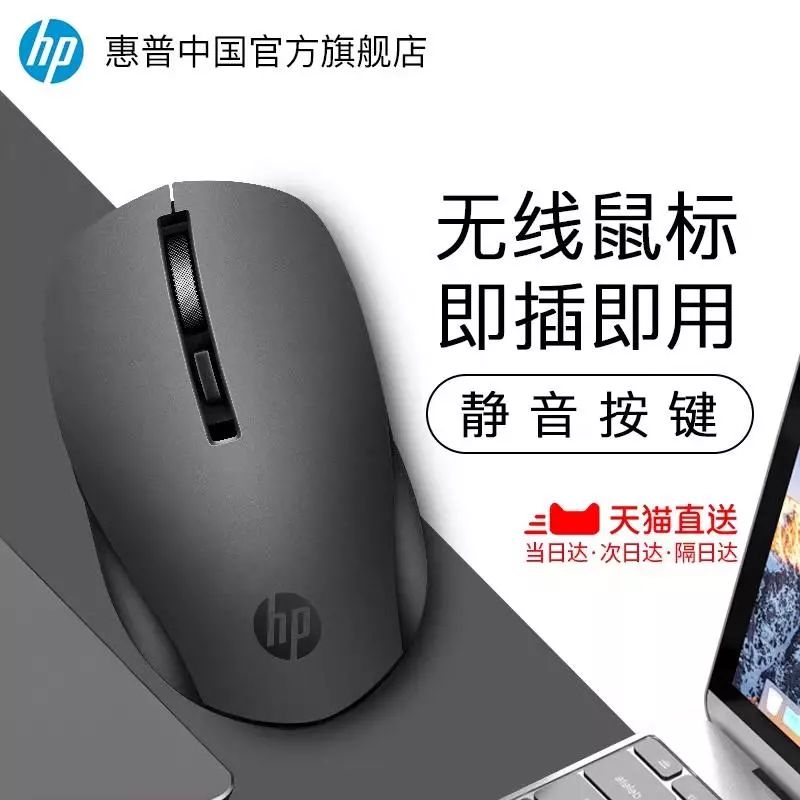 hp 惠普中国官方旗舰店
无线鼠标
即插即用
静音按键
天猫直送
当日达·次日达·隔日达
hp
delete